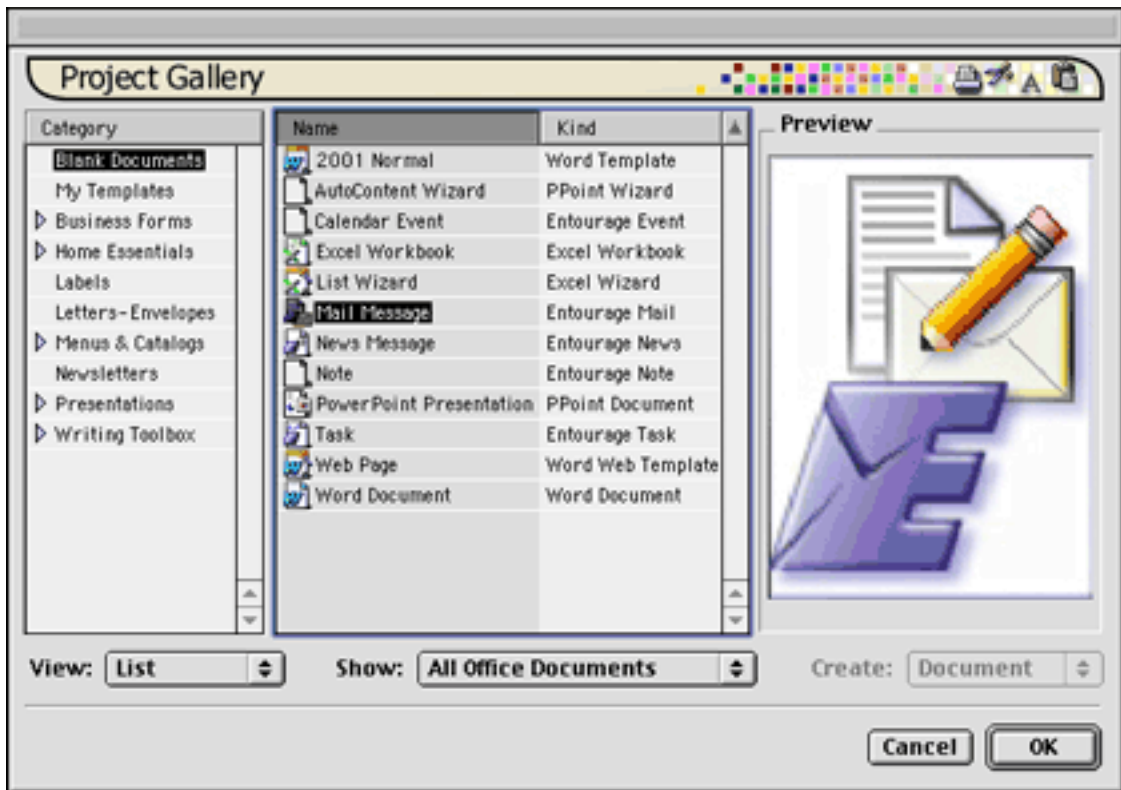 Project Gallery
A
Category
Name Kind
Preview
Blank Documents
My Templates
Business Forms
Home Essentials
Labels
Letters-Envelopes
Menus & Catalogs
Newsletters
Presentations
Writing Toolbox
2001 Normal Word Template
AutoContent Wizard PPoint Wizard
Calendar Event Entourage Event
Excel Workbook Excel Workbook
List Wizard Excel Wizard
Mail Message Entourage Mail
News Message Entourage News
Note Entourage Note
PowerPoint Presentation PPoint Document
Task Entourage Task
Web Page Word Web Template
Word Document Word Document
View: List Show: All Office Documents Create: Document
Cancel OK